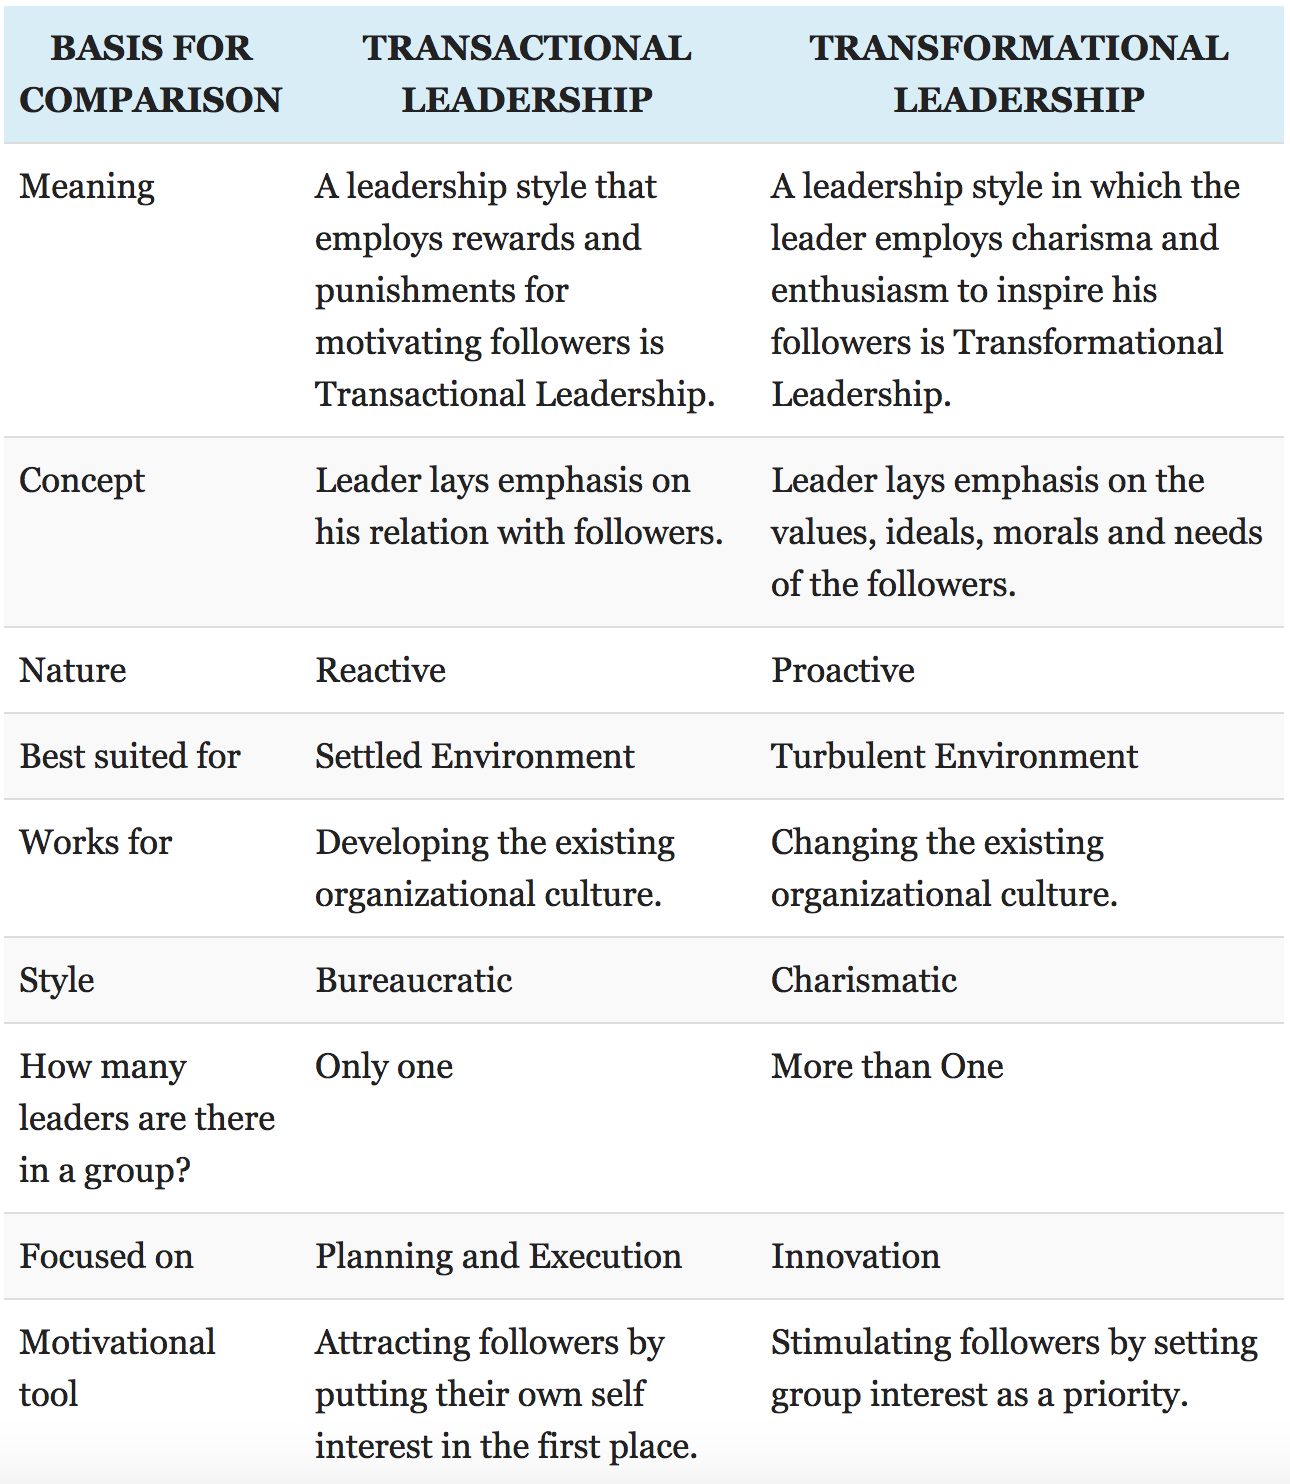 BASIS FOR
COMPARISON
TRANSACTIONAL
LEADERSHIP
TRANSFORMATIONAL
LEADERSHIP
Meaning
A leadership style that
employs rewards and
punishments for
motivating followers is
Transactional Leadership.
A leadership style in which the
leader employs charisma and
enthusiasm to inspire his
followers is Transformational
Leadership.
Concept
Leader lays emphasis on
his relation with followers.
Leader lays emphasis on the
values, ideals, morals and needs
of the followers.
Nature
Reactive
Proactive
Best suited for
Settled Environment
Turbulent Environment
Works for
Developing the existing
organizational culture.
Changing the existing
organizational culture.
Style
Bureaucratic
Charismatic
How many
leaders are there
in a group?
Only one
More than One
Focused on
Planning and Execution
Innovation
Motivational
tool
Attracting followers by
putting their own self
interest in the first place.
Stimulating followers by setting
group interest as a priority.